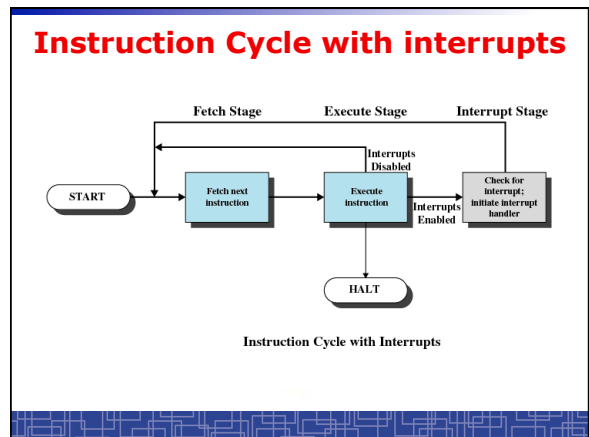 Instruction Cycle with interrupts
Fetch Stage
Execute Stage
Interrupt Stage
Interrupts
Disabled
START
Fetch next
instruction
Execute
instruction
Interrupts
Enabled
Check for
interrupt;
initiate interrupt
handler
HALT
Instruction Cycle with Interrupts